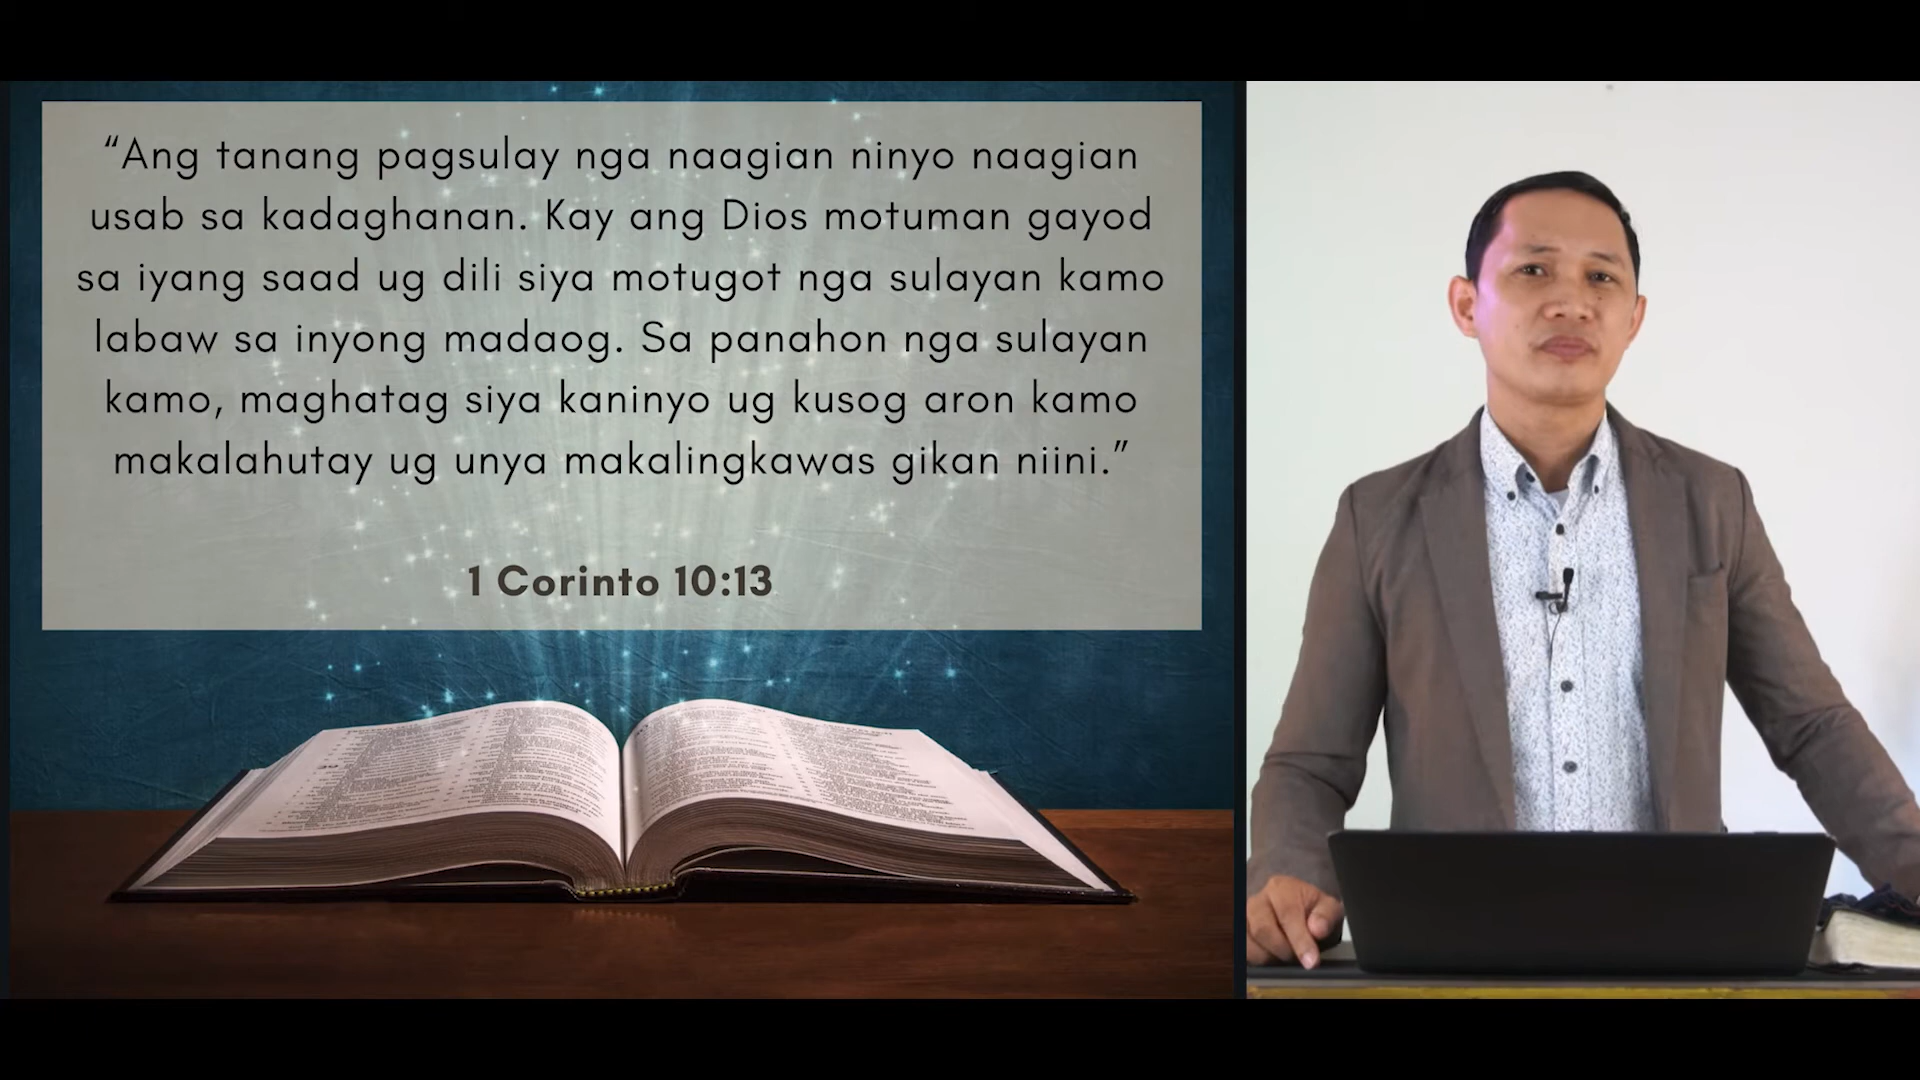 “Ang tanang pagsulay nga naagian ninyo naagian
usab sa kadaghanan. Kay ang Dios motuman gayod
sa iyang saad ug dili siya motugot nga sulayan kamo
labaw sa inyong madaog. Sa panahon nga sulayan
kamo, maghatag siya kaninyo ug kusog aron kamo
makalahutay ug unya makalingkawas gikan niini.”
1 Corinto 10:13